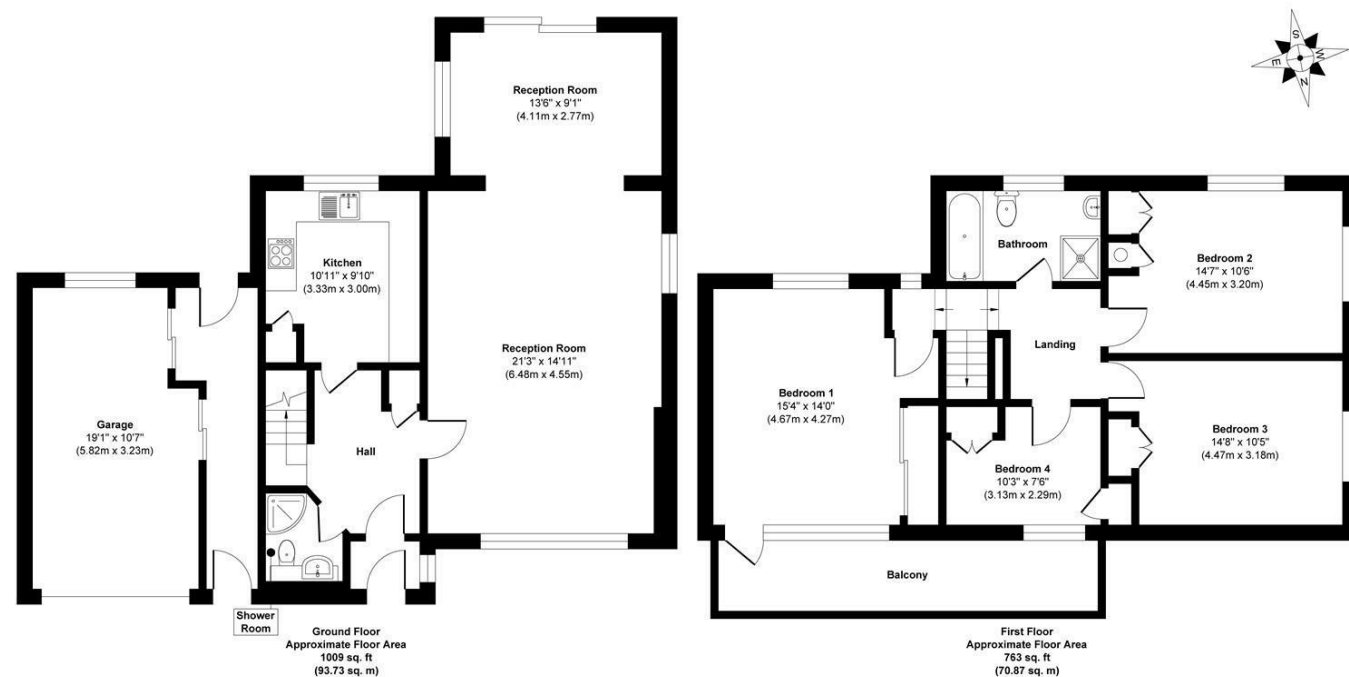 Reception Room
13'6" x 9'1"
(4.11m x 2.77m)
Kitchen
10'11" x 9'10"
(3.33m x 3.00m)
Reception Room
21'3" x 14'11"
(6.48m x 4.55m)
Garage
19'1" x 10'7"
(5.82m x 3.23m)
Hall
Shower
Room
Ground Floor
Approximate Floor Area
1009 sq. ft
(93.73 sq. m)
S
W
E
N
Bathroom
Bedroom 2
14'7" x 10'6"
(4.45m x 3.20m)
Landing
Bedroom 1
15'4" x 14'0"
(4.67m x 4.27m)
Bedroom 3
14'8" x 10'5"
(4.47m x 3.18m)
Bedroom 4
10'3" x 7'6"
(3.13m x 2.29m)
Balcony
First Floor
Approximate Floor Area
763 sq. ft
(70.87 sq. m)